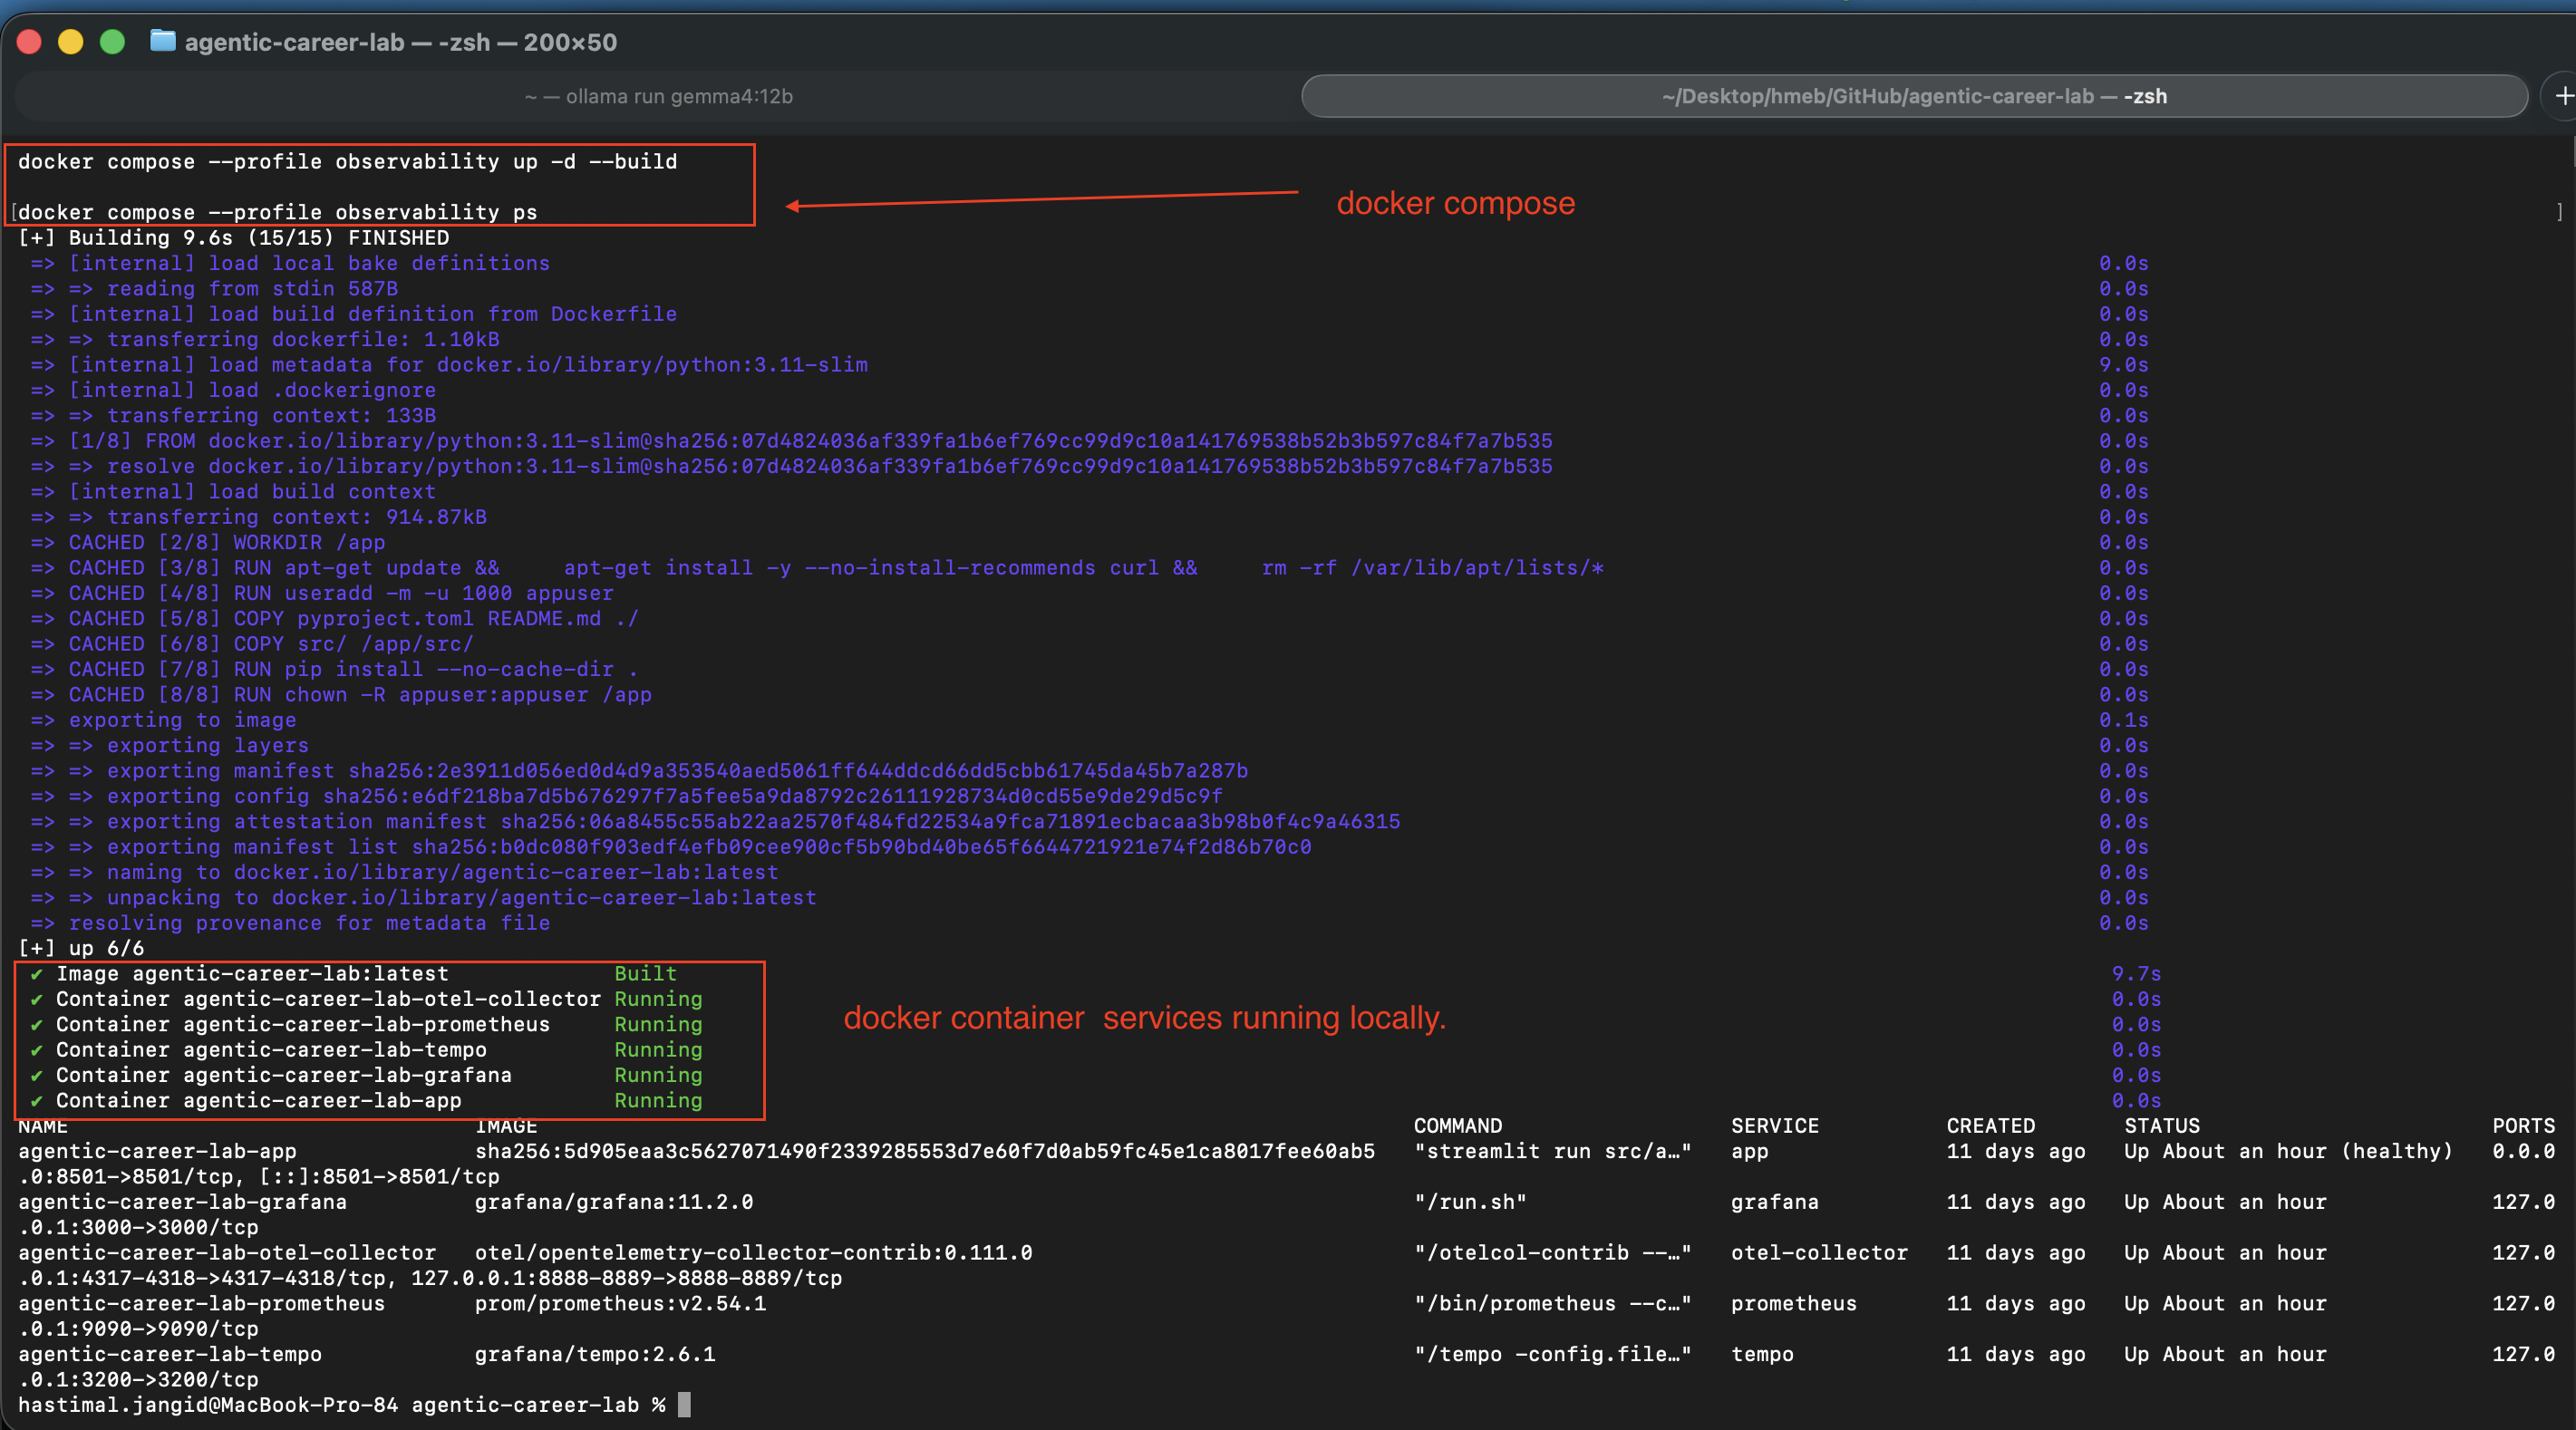 agentic-career-lab — -zsh — 200×50
~ — ollama run gemma4:12b
~/Desktop/hmeb/GitHub/agentic-career-lab — -zsh
+
docker compose --profile observability up -d --build
docker compose
[docker compose --profile observability ps ]
[+] Building 9.6s (15/15) FINISHED
=> [internal] load local bake definitions 0.0s
=> => reading from stdin 587B 0.0s
=> [internal] load build definition from Dockerfile 0.0s
=> => transferring dockerfile: 1.10kB 0.0s
=> [internal] load metadata for docker.io/library/python:3.11-slim 9.0s
=> [internal] load .dockerignore 0.0s
=> => transferring context: 133B 0.0s
=> [1/8] FROM docker.io/library/python:3.11-slim@sha256:07d4824036af339fa1b6ef769cc99d9c10a141769538b52b3b597c84f7a7b535 0.0s
=> => resolve docker.io/library/python:3.11-slim@sha256:07d4824036af339fa1b6ef769cc99d9c10a141769538b52b3b597c84f7a7b535 0.0s
=> [internal] load build context 0.0s
=> => transferring context: 914.87kB 0.0s
=> CACHED [2/8] WORKDIR /app 0.0s
=> CACHED [3/8] RUN apt-get update &&     apt-get install -y --no-install-recommends curl &&     rm -rf /var/lib/apt/lists/* 0.0s
=> CACHED [4/8] RUN useradd -m -u 1000 appuser 0.0s
=> CACHED [5/8] COPY pyproject.toml README.md ./ 0.0s
=> CACHED [6/8] COPY src/ /app/src/ 0.0s
=> CACHED [7/8] RUN pip install --no-cache-dir . 0.0s
=> CACHED [8/8] RUN chown -R appuser:appuser /app 0.0s
=> exporting to image 0.1s
=> => exporting layers 0.0s
=> => exporting manifest sha256:2e3911d056ed0d4d9a353540aed5061ff644ddcd66dd5cbb61745da45b7a287b 0.0s
=> => exporting config sha256:e6df218ba7d5b676297f7a5fee5a9da8792c26111928734d0cd55e9de29d5c9f 0.0s
=> => exporting attestation manifest sha256:06a8455c55ab22aa2570f484fd22534a9fca71891ecbacaa3b98b0f4c9a46315 0.0s
=> => exporting manifest list sha256:b0dc080f903edf4efb09cee900cf5b90bd40be65f6644721921e74f2d86b70c0 0.0s
=> => naming to docker.io/library/agentic-career-lab:latest 0.0s
=> => unpacking to docker.io/library/agentic-career-lab:latest 0.0s
=> resolving provenance for metadata file 0.0s
[+] up 6/6
✔ Image agentic-career-lab:latest Built 9.7s
✔ Container agentic-career-lab-otel-collector Running 0.0s
docker container services running locally.
✔ Container agentic-career-lab-prometheus Running 0.0s
✔ Container agentic-career-lab-tempo Running 0.0s
✔ Container agentic-career-lab-grafana Running 0.0s
✔ Container agentic-career-lab-app Running 0.0s
NAME IMAGE COMMAND SERVICE CREATED STATUS PORTS
agentic-career-lab-app sha256:5d905eaa3c5627071490f2339285553d7e60f7d0ab59fc45e1ca8017fee60ab5 "streamlit run src/a…" app 11 days ago Up About an hour (healthy) 0.0.0
.0:8501->8501/tcp, [::]:8501->8501/tcp
agentic-career-lab-grafana grafana/grafana:11.2.0 "/run.sh" grafana 11 days ago Up About an hour 127.0
.0.1:3000->3000/tcp
agentic-career-lab-otel-collector otel/opentelemetry-collector-contrib:0.111.0 "/otelcol-contrib --…" otel-collector 11 days ago Up About an hour 127.0
.0.1:4317-4318->4317-4318/tcp, 127.0.0.1:8888-8889->8888-8889/tcp
agentic-career-lab-prometheus prom/prometheus:v2.54.1 "/bin/prometheus --c…" prometheus 11 days ago Up About an hour 127.0
.0.1:9090->9090/tcp
agentic-career-lab-tempo grafana/tempo:2.6.1 "/tempo -config.file…" tempo 11 days ago Up About an hour 127.0
.0.1:3200->3200/tcp
hastimal.jangid@MacBook-Pro-84 agentic-career-lab %